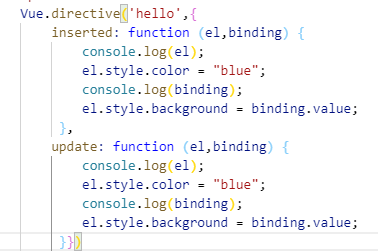 Vue.directive('hello',{
inserted: function (el,binding) {
console.log(el);
el.style.color = "blue";
console.log(binding);
el.style.background = binding.value;
},
update: function (el,binding) {
console.log(el);
el.style.color = "blue";
console.log(binding);
el.style.background = binding.value;
}})